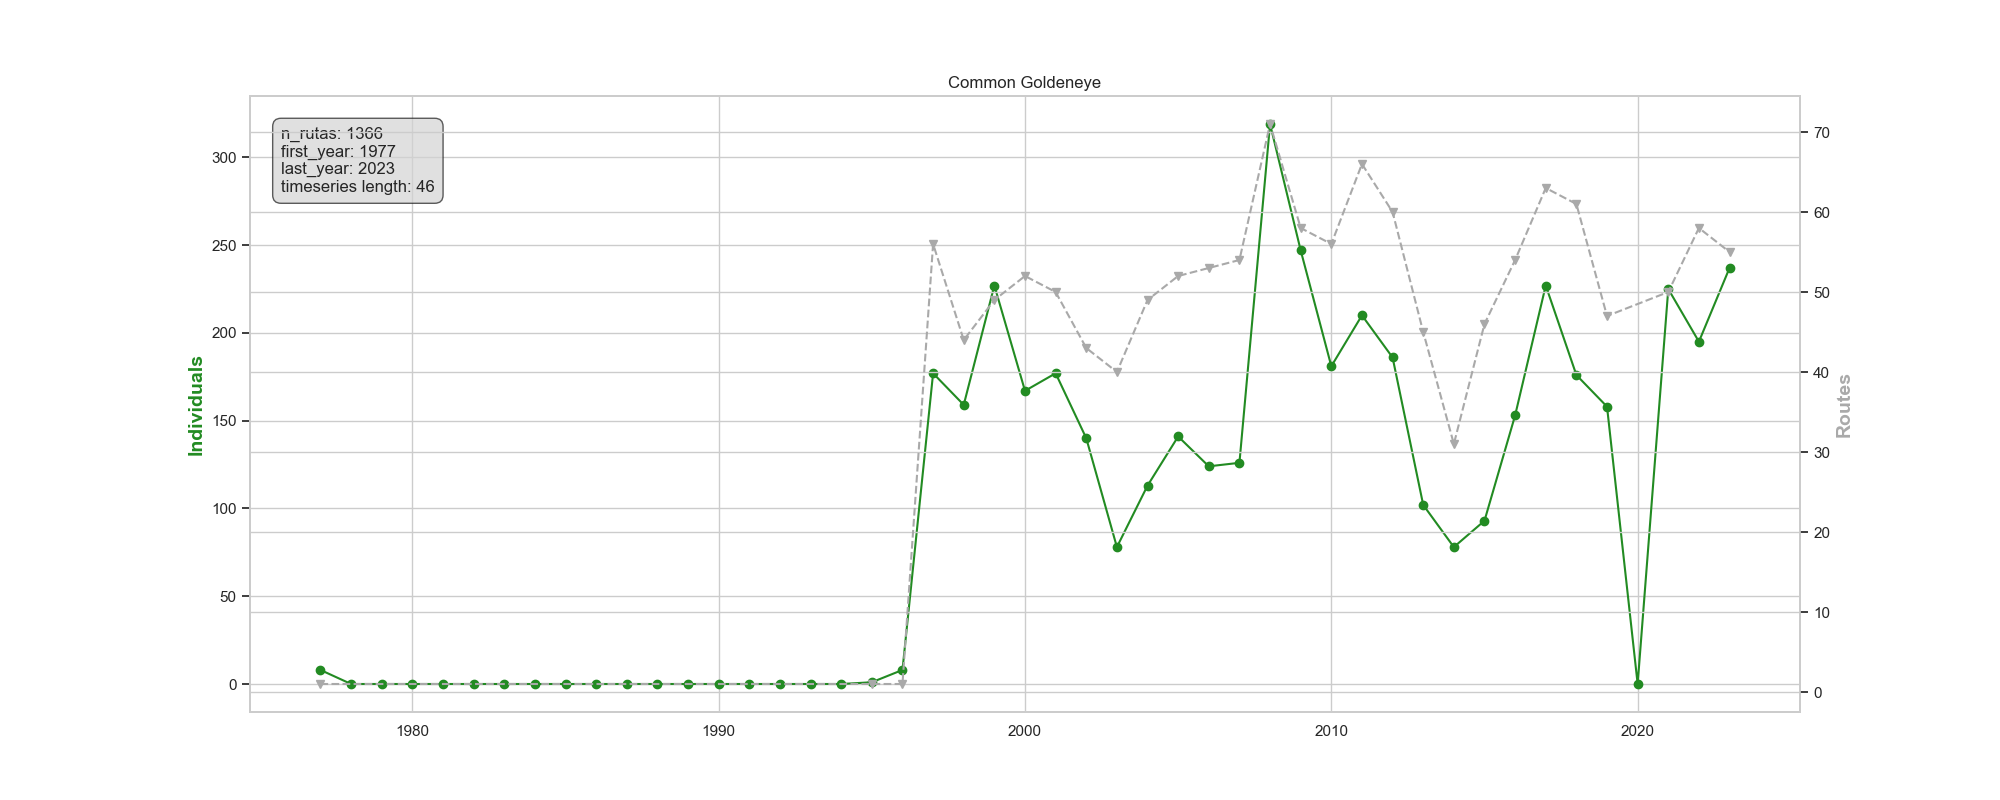 Common Goldeneye
n_rutas: 1366
first_year: 1977
last_year: 2023
timeseries length: 46
Individuals
300
250
200
150
100
50
0
70
60
50
40
30
20
10
0
Routes
1980
1990
2000
2010
2020